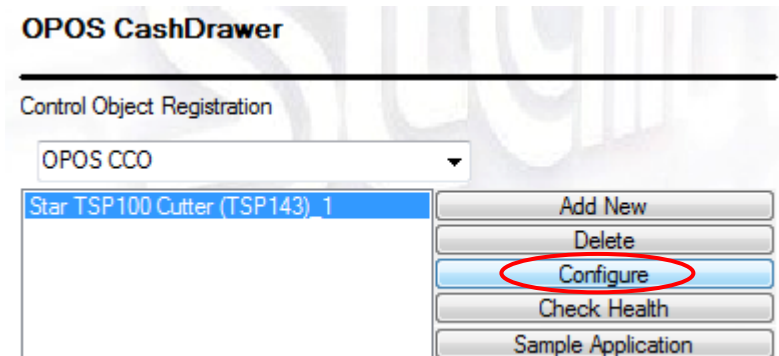 OPOS CashDrawer
Control Object Registration
OPOS CCO
Star TSP100 Cutter (TSP143)_1
Add New
Delete
Configure
Check Health
Sample Application